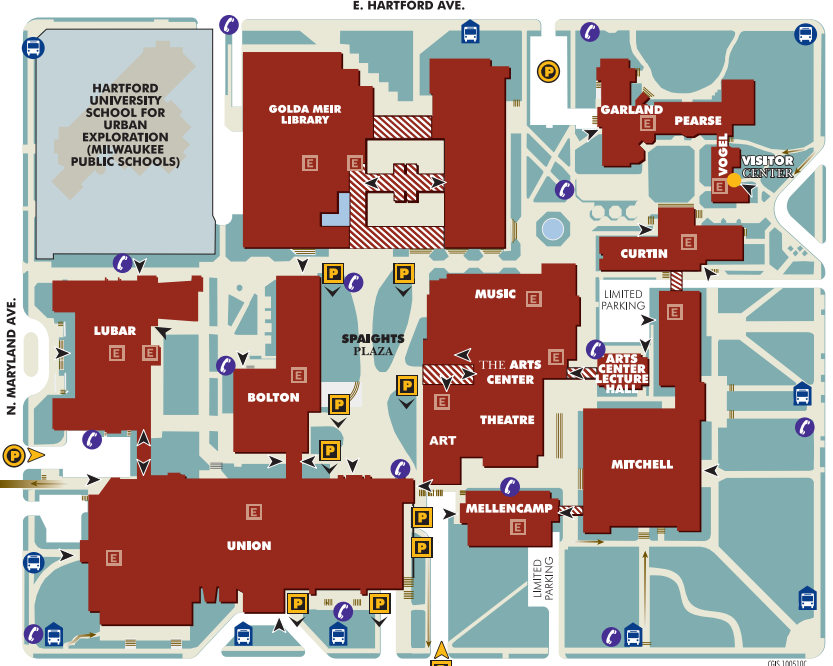 E. HARTFORD AVE.
HARTFORD
UNIVERSITY
SCHOOL FOR
URBAN
EXPLORATION
(MILWAUKEE
PUBLIC SCHOOLS)
GOLDA MEIR
LIBRARY
E
E
P
GARLAND
E
PEARSE
VOGEL
E
VISITOR
CENTER
CURTIN
E
N. MARYLAND AVE.
LUBAR
E
E
P
P
SPAIGHTS
PLAZA
MUSIC
E
LIMITED
PARKING
E
BOLTON
E
P
P
THE ARTS
CENTER
E
ARTS
CENTER
LECTURE
HALL
E
ART
THEATRE
P
P
MITCHELL
UNION
E
E
P
P
MELLENCAMP
E
LIMITED
PARKING
P
P
CGIS 100510C